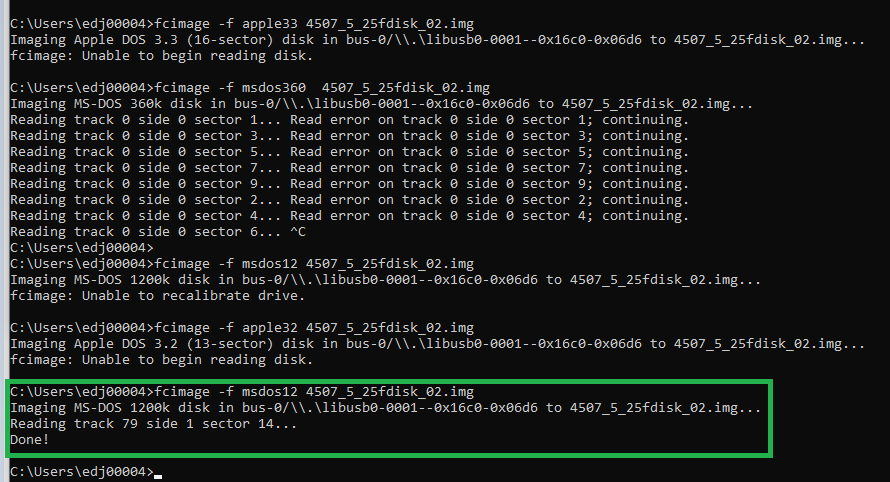 C:\Users\edj00004>fcimage -f apple33 4507_5_25fdisk_02.img
Imaging Apple DOS 3.3 (16-sector) disk in bus-0/\\.\libusb0-0001--0x16c0-0x06d6 to 4507_5_25fdisk_02.img...
fcimage: Unable to begin reading disk.
C:\Users\edj00004>fcimage -f msdos360  4507_5_25fdisk_02.img
Imaging MS-DOS 360k disk in bus-0/\\.\libusb0-0001--0x16c0-0x06d6 to 4507_5_25fdisk_02.img...
Reading track 0 side 0 sector 1... Read error on track 0 side 0 sector 1; continuing.
Reading track 0 side 0 sector 3... Read error on track 0 side 0 sector 3; continuing.
Reading track 0 side 0 sector 5... Read error on track 0 side 0 sector 5; continuing.
Reading track 0 side 0 sector 7... Read error on track 0 side 0 sector 7; continuing.
Reading track 0 side 0 sector 9... Read error on track 0 side 0 sector 9; continuing.
Reading track 0 side 0 sector 2... Read error on track 0 side 0 sector 2; continuing.
Reading track 0 side 0 sector 4... Read error on track 0 side 0 sector 4; continuing.
Reading track 0 side 0 sector 6... ^C
C:\Users\edj00004>
C:\Users\edj00004>fcimage -f msdos12 4507_5_25fdisk_02.img
Imaging MS-DOS 1200k disk in bus-0/\\.\libusb0-0001--0x16c0-0x06d6 to 4507_5_25fdisk_02.img...
fcimage: Unable to recalibrate drive.
C:\Users\edj00004>fcimage -f apple32 4507_5_25fdisk_02.img
Imaging Apple DOS 3.2 (13-sector) disk in bus-0/\\.\libusb0-0001--0x16c0-0x06d6 to 4507_5_25fdisk_02.img...
fcimage: Unable to begin reading disk.
C:\Users\edj00004>fcimage -f msdos12 4507_5_25fdisk_02.img
Imaging MS-DOS 1200k disk in bus-0/\\.\libusb0-0001--0x16c0-0x06d6 to 4507_5_25fdisk_02.img...
Reading track 79 side 1 sector 14...
Done!
C:\Users\edj00004>